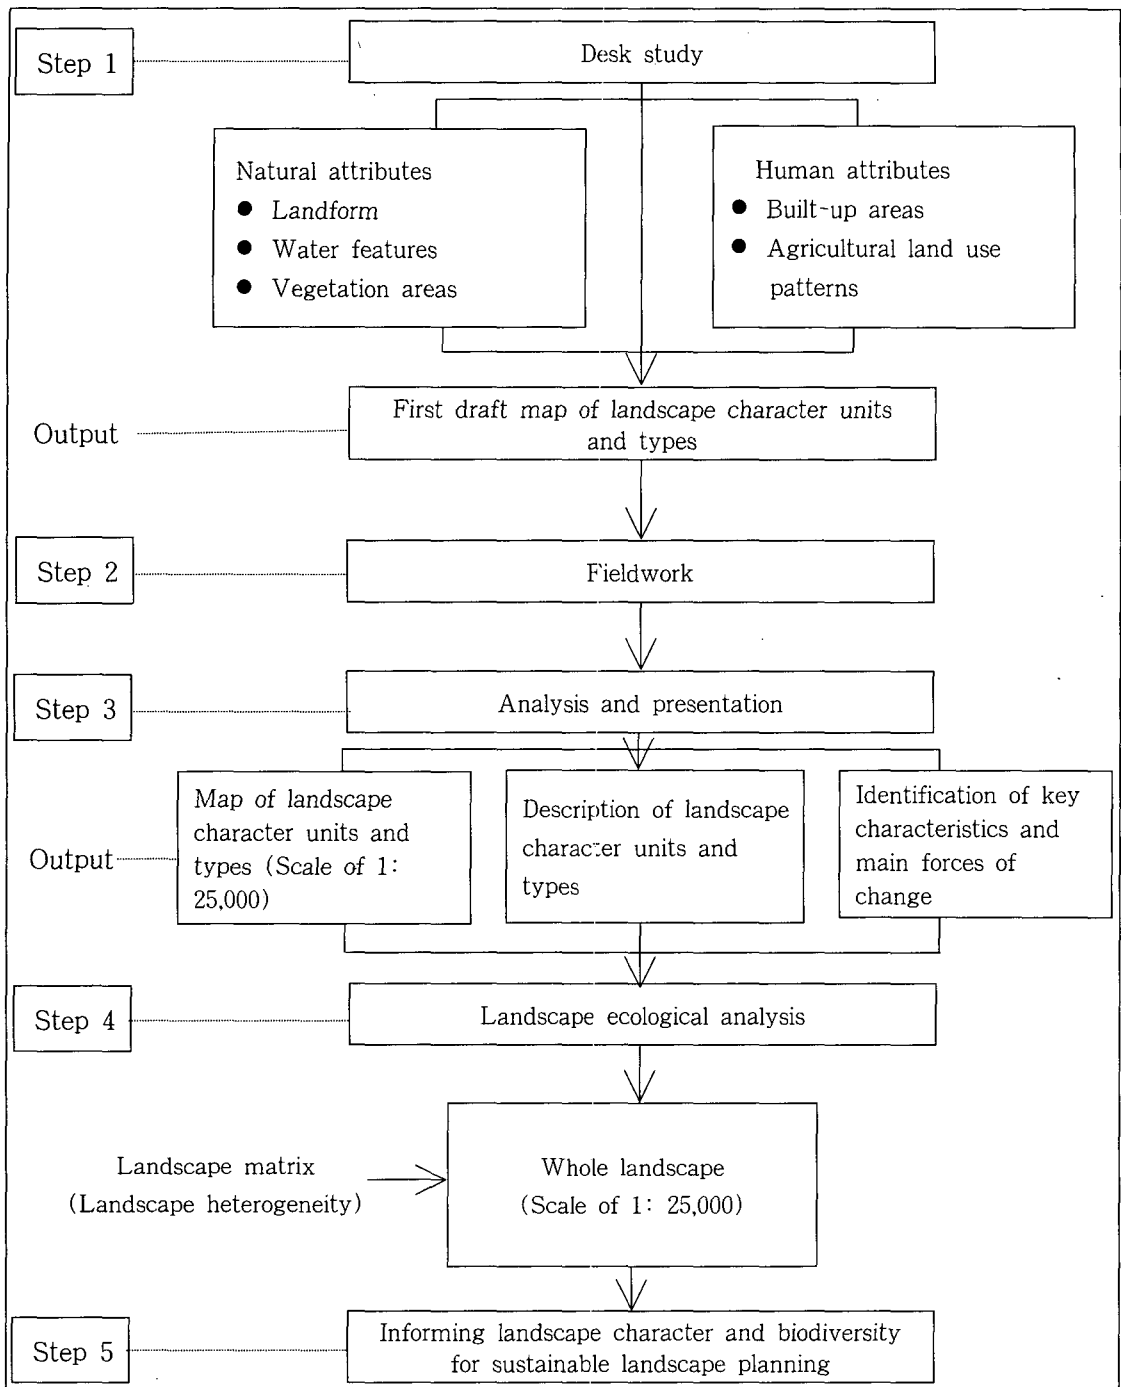 Step 1
Desk study
Natural attributes
● Landform
● Water features
● Vegetation areas
Human attributes
● Built-up areas
● Agricultural land use
patterns
Output
First draft map of landscape character units
and types
Step 2
Fieldwork
Step 3
Analysis and presentation
Output
Map of landscape
character units and
types (Scale of 1:
25,000)
Description of landscape
character units and
types
Identification of key
characteristics and
main forces of
change
Step 4
Landscape ecological analysis
Landscape matrix
(Landscape heterogeneity)
Whole landscape
(Scale of 1: 25,000)
Step 5
Informing landscape character and biodiversity
for sustainable landscape planning